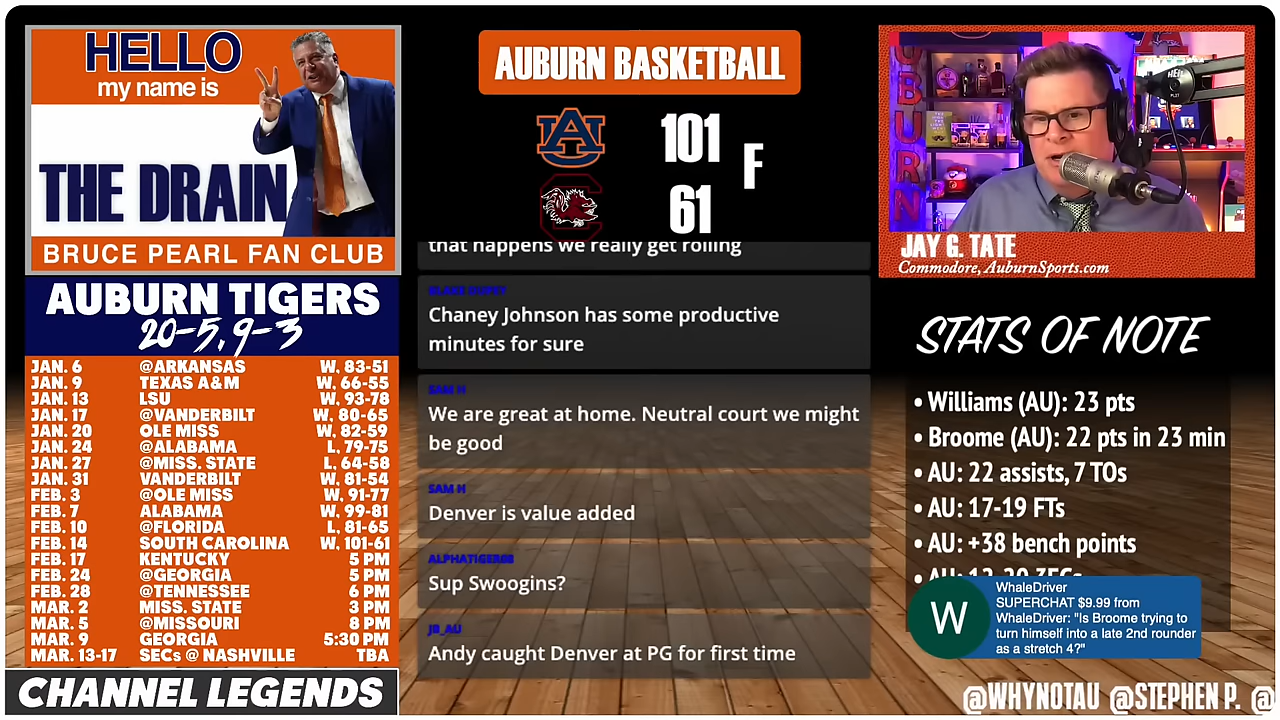 HELLO
my name is
THE DRAIN
BRUCE PEARL FAN CLUB
AUBURN TIGERS
20-5, 9-3
JAN. 6 @ARKANSAS W, 83-51
JAN. 9 TEXAS A&M W, 66-55
JAN. 13 LSU W, 93-78
JAN. 17 @VANDERBILT W, 80-65
JAN. 20 OLE MISS W, 82-59
JAN. 24 @ALABAMA L, 79-75
JAN. 27 @MISS. STATE L, 64-58
JAN. 31 VANDERBILT W, 81-54
FEB. 3 @OLE MISS W, 91-77
FEB. 7 ALABAMA W, 99-81
FEB. 10 @FLORIDA L, 81-65
FEB. 14 SOUTH CAROLINA W, 101-61
FEB. 17 KENTUCKY 5 PM
FEB. 24 @GEORGIA 5 PM
FEB. 28 @TENNESSEE 6 PM
MAR. 2 MISS. STATE 3 PM
MAR. 5 @MISSOURI 8 PM
MAR. 9 GEORGIA 5:30 PM
MAR. 13-17 SECs @ NASHVILLE TBA
CHANNEL LEGENDS
AUBURN BASKETBALL
AU
101
F
61
that happens we really get rolling
Chaney Johnson has some productive
minutes for sure
SAM H
We are great at home. Neutral court we might
be good
SAM H
Denver is value added
ALPHATIGER08
Sup Swoogins?
JB_AU
Andy caught Denver at PG for first time
JAY G. TATE
Commodore, AuburnSports.com
STATS OF NOTE
• Williams (AU): 23 pts
• Broome (AU): 22 pts in 23 min
• AU: 22 assists, 7 TOs
• AU: 17-19 FTs
• AU: +38 bench points
W
WhaleDriver
SUPERCHAT $9.99 from
WhaleDriver: "Is Broome trying to
turn himself into a late 2nd rounder
as a stretch 4?"
@WHYNOTAU @STEPHEN P. @